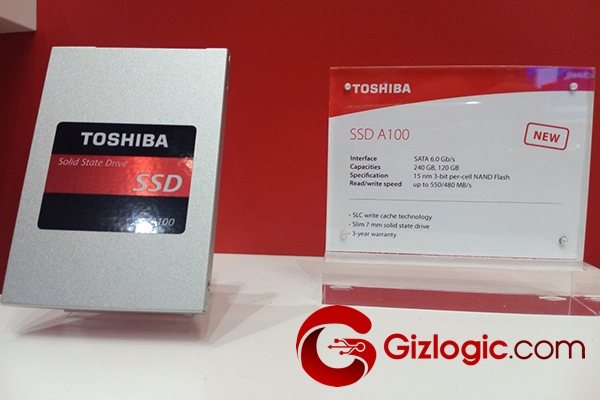 TOSHIBA
Solid State Drive
SSD
A100
TOSHIBA
SSD A100
NEW
Interface SATA 6.0 Gb/s
Capacities 240 GB, 120 GB
Specification 15 nm 3-bit per-cell NAND Flash
Read/write speed up to 550/480 MB/s
- SLC write cache technology
- Slim 7 mm solid state drive
- 3-year warranty
Gizlogic.com